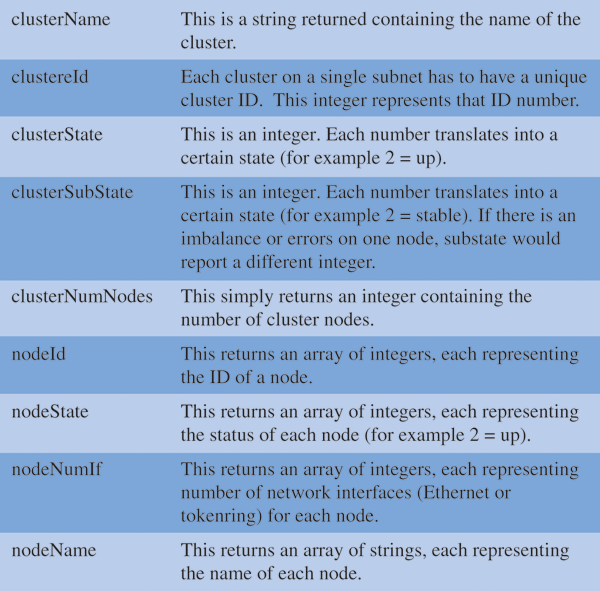 clusterName This is a string returned containing the name of the
cluster.
clustereId Each cluster on a single subnet has to have a unique
cluster ID.  This integer represents that ID number.
clusterState This is an integer. Each number translates into a
certain state (for example 2 = up).
clusterSubState This is an integer. Each number translates into a
certain state (for example 2 = stable). If there is an
imbalance or errors on one node, substate would
report a different integer.
clusterNumNodes This simply returns an integer containing the
number of cluster nodes.
nodeId This returns an array of integers, each representing
the ID of a node.
nodeState This returns an array of integers, each representing
the status of each node (for example 2 = up).
nodeNumIf This returns an array of integers, each representing
number of network interfaces (Ethernet or
tokenring) for each node.
nodeName This returns an array of strings, each representing
the name of each node.